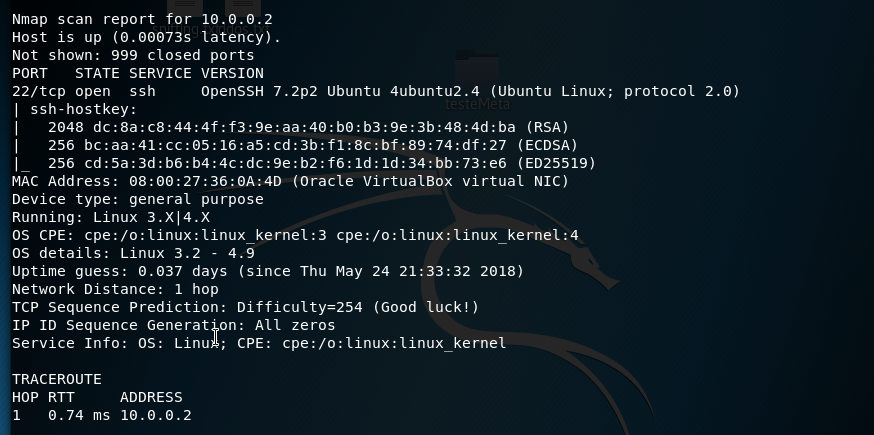 Nmap scan report for 10.0.0.2
Host is up (0.00073s latency).
Not shown: 999 closed ports
PORT   STATE SERVICE VERSION
22/tcp open  ssh     OpenSSH 7.2p2 Ubuntu 4ubuntu2.4 (Ubuntu Linux; protocol 2.0)
| ssh-hostkey:
|   2048 dc:8a:c8:44:4f:f3:9e:aa:40:b0:b3:9e:3b:48:4d:ba (RSA)
|   256 bc:aa:41:cc:05:16:a5:cd:3b:f1:8c:bf:89:74:df:27 (ECDSA)
|_  256 cd:5a:3d:b6:b4:4c:dc:9e:b2:f6:1d:1d:34:bb:73:e6 (ED25519)
MAC Address: 08:00:27:36:0A:4D (Oracle VirtualBox virtual NIC)
Device type: general purpose
Running: Linux 3.X|4.X
OS CPE: cpe:/o:linux:linux_kernel:3 cpe:/o:linux:linux_kernel:4
OS details: Linux 3.2 - 4.9
Uptime guess: 0.037 days (since Thu May 24 21:33:32 2018)
Network Distance: 1 hop
TCP Sequence Prediction: Difficulty=254 (Good luck!)
IP ID Sequence Generation: All zeros
Service Info: OS: Linux; CPE: cpe:/o:linux:linux_kernel
TRACEROUTE
HOP RTT     ADDRESS
1   0.74 ms 10.0.0.2
testeMeta